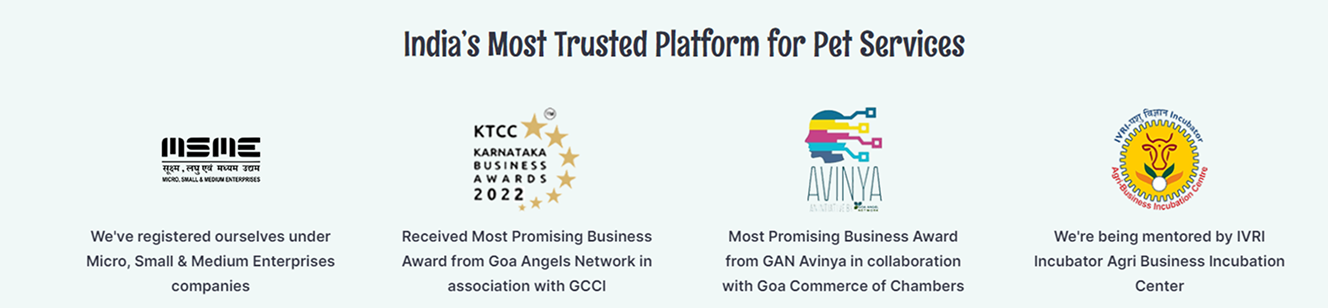 India's Most Trusted Platform for Pet Services
MSME
सूक्ष्म, लघु एवं मध्यम उद्यम
MICRO, SMALL & MEDIUM ENTERPRISES
We've registered ourselves under
Micro, Small & Medium Enterprises
companies
KTCC
KARNATAKA
BUSINESS
AWARDS
2022
Received Most Promising Business
Award from Goa Angels Network in
association with GCCI
AVINYA
Most Promising Business Award
from GAN Avinya in collaboration
with Goa Commerce of Chambers
IVRI-पशु विज्ञान Incubator
Agri-Business Incubation Centre
We're being mentored by IVRI
Incubator Agri Business Incubation
Center